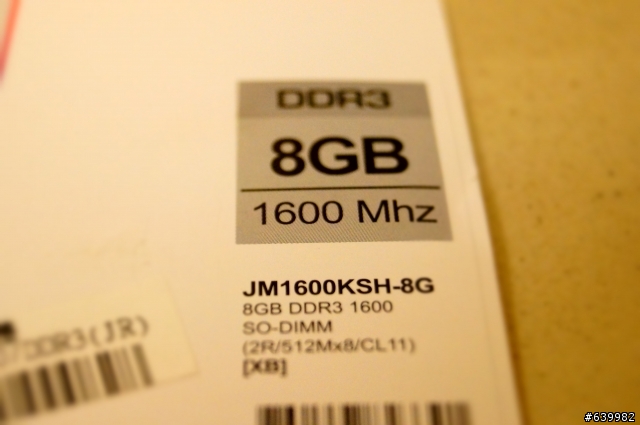 DDR3
8GB
1600 Mhz
JM1600KSH-8G
8GB DDR3 1600
SO-DIMM
(2R/512Mx8/CL11)
[XB]
/DDR3(JR)
#639982